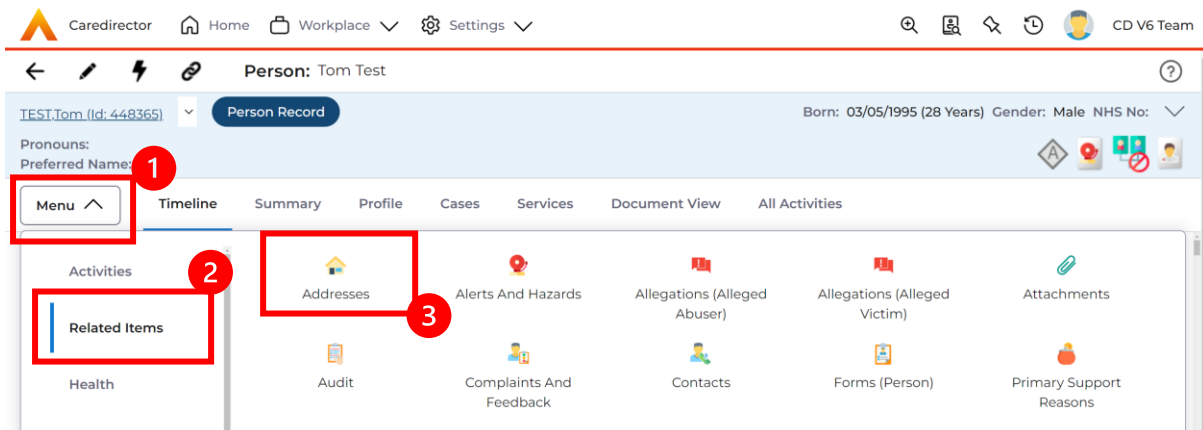 Caredirector Home Workplace Settings CD V6 Team
Person: Tom Test
TEST,Tom (Id: 448365) Person Record Born: 03/05/1995 (28 Years) Gender: Male NHS No:
Pronouns:
Preferred Name:
1
Menu Timeline Summary Profile Cases Services Document View All Activities
Activities
2
Related Items
Health
Addresses
3
Alerts And Hazards
Allegations (Alleged
Abuser)
Allegations (Alleged
Victim)
Attachments
Audit
Complaints And
Feedback
Contacts
Forms (Person)
Primary Support
Reasons
A